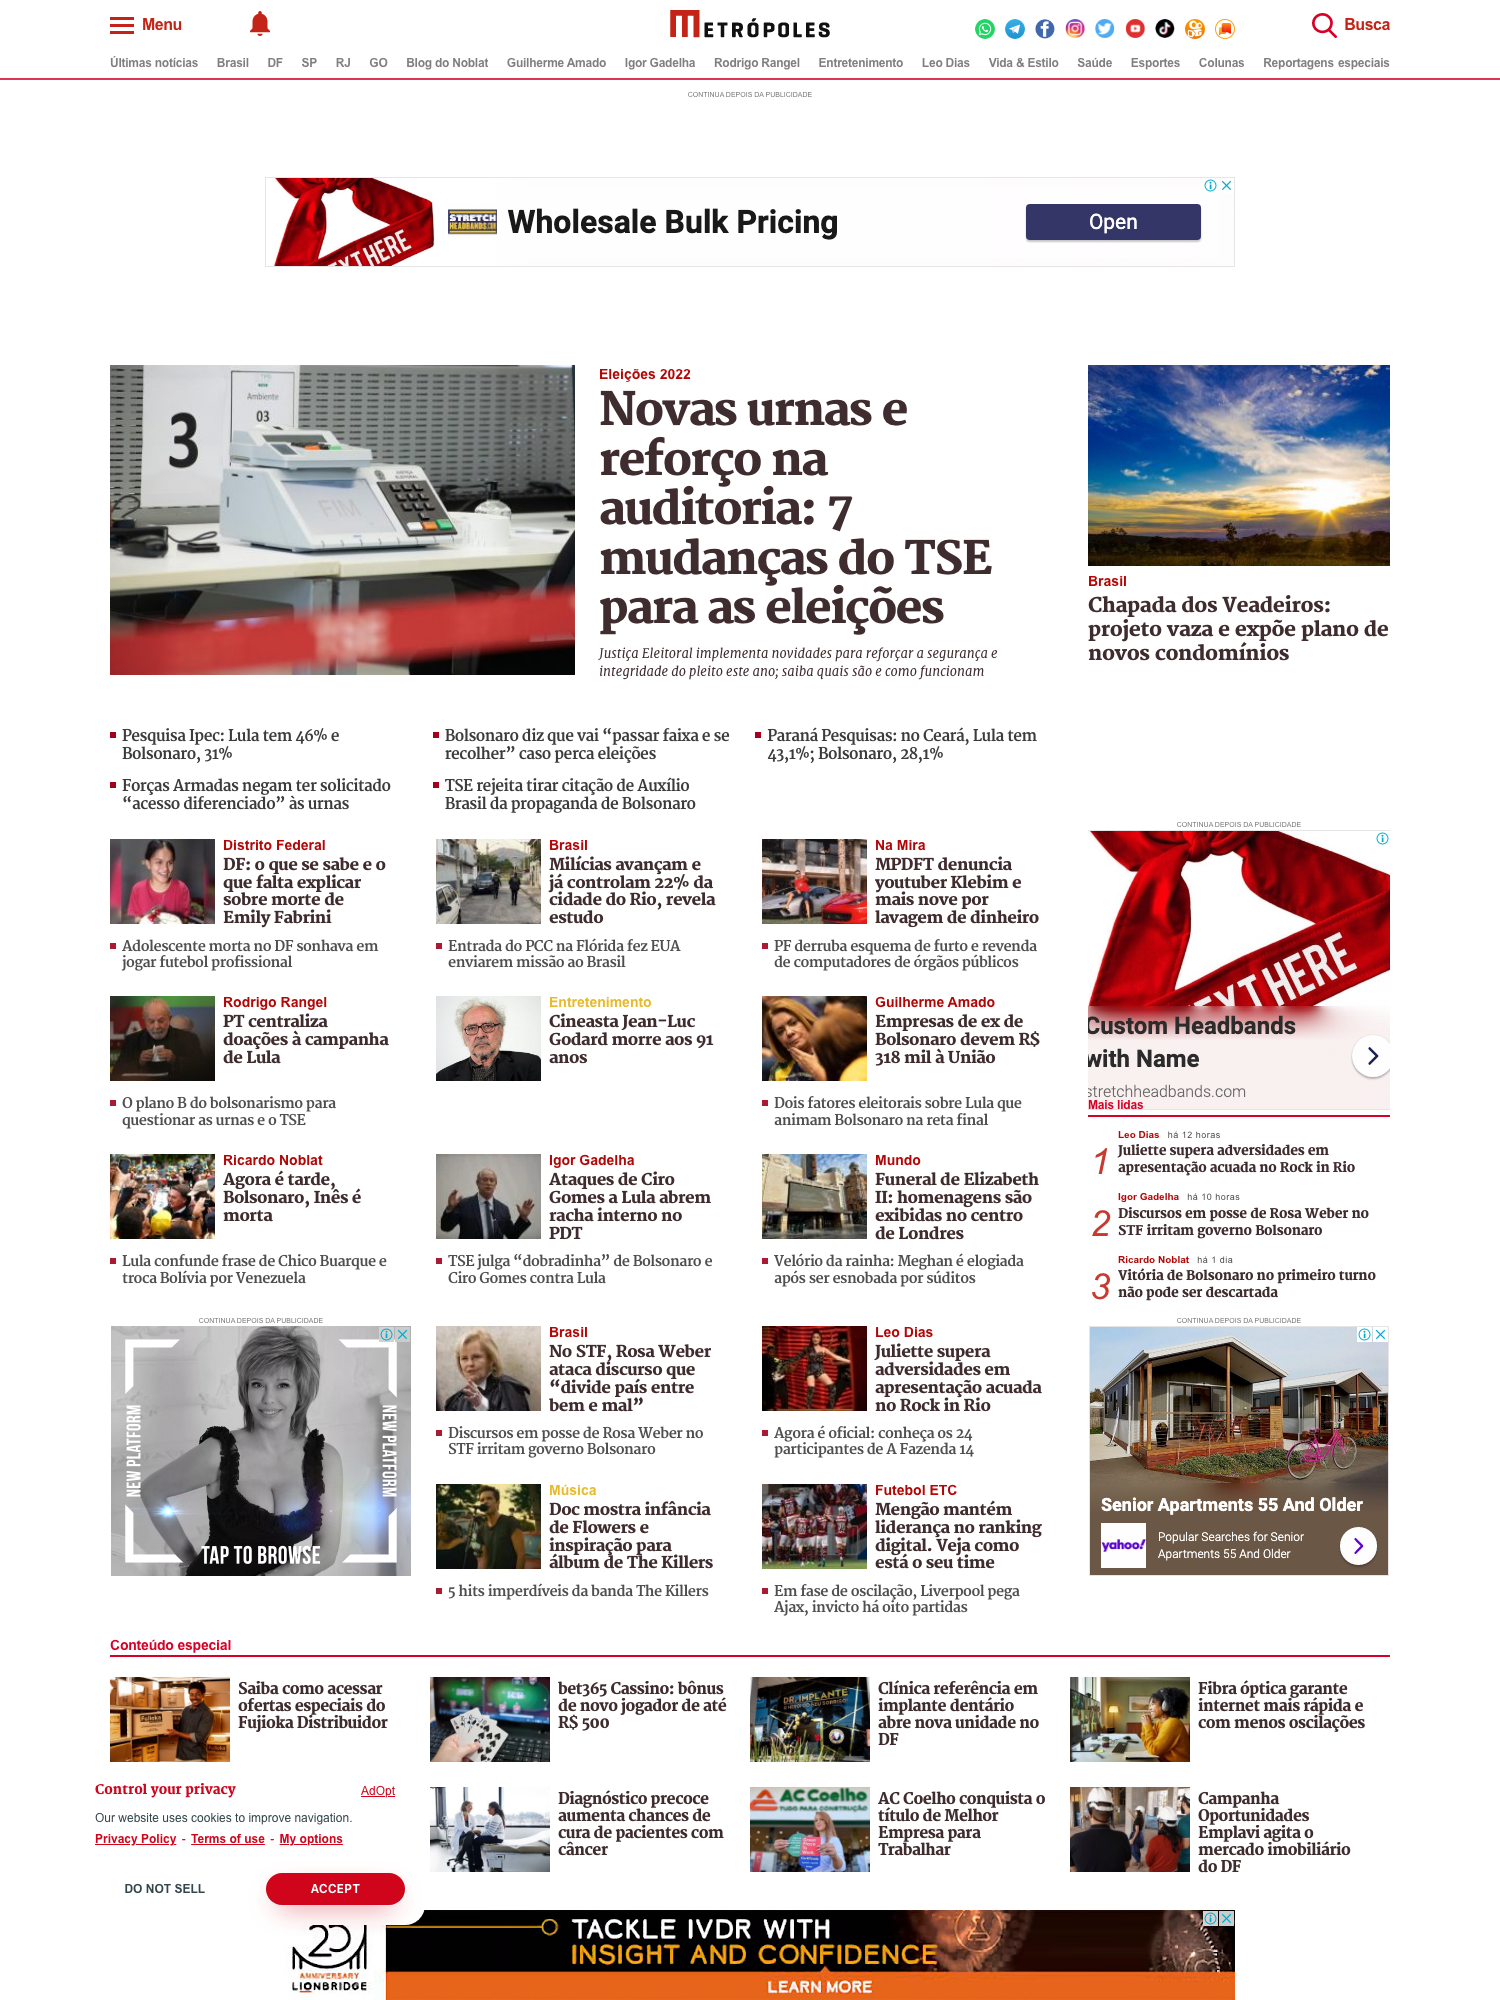 Menu
METRÓPOLES
Busca
Últimas notícias Brasil DF SP RJ GO Blog do Noblat Guilherme Amado Igor Gadelha Rodrigo Rangel Entretenimento Leo Dias Vida & Estilo Saúde Esportes Colunas Reportagens especiais
CONTINUA DEPOIS DA PUBLICIDADE
EXT HERE
STRETCH
HEADBANDS.COM
Wholesale Bulk Pricing
Open
Ambiente
03
3
FIM
TSE
Eleições 2022
Novas urnas e
reforço na
auditoria: 7
mudanças do TSE
para as eleições
Justiça Eleitoral implementa novidades para reforçar a segurança e
integridade do pleito este ano; saiba quais são e como funcionam
Brasil
Chapada dos Veadeiros:
projeto vaza e expõe plano de
novos condomínios
Pesquisa Ipec: Lula tem 46% e
Bolsonaro, 31%
Bolsonaro diz que vai “passar faixa e se
recolher” caso perca eleições
Paraná Pesquisas: no Ceará, Lula tem
43,1%; Bolsonaro, 28,1%
Forças Armadas negam ter solicitado
“acesso diferenciado” às urnas
TSE rejeita tirar citação de Auxílio
Brasil da propaganda de Bolsonaro
Distrito Federal
DF: o que se sabe e o
que falta explicar
sobre morte de
Emily Fabrini
Adolescente morta no DF sonhava em
jogar futebol profissional
Brasil
Milícias avançam e
já controlam 22% da
cidade do Rio, revela
estudo
Entrada do PCC na Flórida fez EUA
enviarem missão ao Brasil
Na Mira
MPDFT denuncia
youtuber Klebim e
mais nove por
lavagem de dinheiro
PF derruba esquema de furto e revenda
de computadores de órgãos públicos
Rodrigo Rangel
PT centraliza
doações à campanha
de Lula
O plano B do bolsonarismo para
questionar as urnas e o TSE
Entretenimento
Cineasta Jean-Luc
Godard morre aos 91
anos
Guilherme Amado
Empresas de ex de
Bolsonaro devem R$
318 mil à União
Dois fatores eleitorais sobre Lula que
animam Bolsonaro na reta final
Ricardo Noblat
Agora é tarde,
Bolsonaro, Inês é
morta
Lula confunde frase de Chico Buarque e
troca Bolívia por Venezuela
Igor Gadelha
Ataques de Ciro
Gomes a Lula abrem
racha interno no
PDT
TSE julga “dobradinha” de Bolsonaro e
Ciro Gomes contra Lula
Mundo
Funeral de Elizabeth
II: homenagens são
exibidas no centro
de Londres
Velório da rainha: Meghan é elogiada
após ser esnobada por súditos
CONTINUA DEPOIS DA PUBLICIDADE
EXT HERE
Custom Headbands
with Name
stretchheadbands.com
Mais lidas
1
Leo Dias há 12 horas
Juliette supera adversidades em
apresentação acuada no Rock in Rio
2
Igor Gadelha há 10 horas
Discursos em posse de Rosa Weber no
STF irritam governo Bolsonaro
3
Ricardo Noblat há 1 dia
Vitória de Bolsonaro no primeiro turno
não pode ser descartada
CONTINUA DEPOIS DA PUBLICIDADE
NEW PLATFORM
NEW PLATFORM
TAP TO BROWSE
Brasil
No STF, Rosa Weber
ataca discurso que
“divide país entre
bem e mal”
Discursos em posse de Rosa Weber no
STF irritam governo Bolsonaro
Leo Dias
Juliette supera
adversidades em
apresentação acuada
no Rock in Rio
Agora é oficial: conheça os 24
participantes de A Fazenda 14
Música
Doc mostra infância
de Flowers e
inspiração para
álbum de The Killers
5 hits imperdíveis da banda The Killers
Futebol ETC
Mengão mantém
liderança no ranking
digital. Veja como
está o seu time
Em fase de oscilação, Liverpool pega
Ajax, invicto há oito partidas
CONTINUA DEPOIS DA PUBLICIDADE
Senior Apartments 55 And Older
yahoo!
Popular Searches for Senior
Apartments 55 And Older
Conteúdo especial
Saiba como acessar
ofertas especiais do
Fujioka Distribuidor
bet365 Cassino: bônus
de novo jogador de até
R$ 500
DR. IMPLANTE
Clínica referência em
implante dentário
abre nova unidade no
DF
Fibra óptica garante
internet mais rápida e
com menos oscilações
Control your privacy
AdOpt
Our website uses cookies to improve navigation.
Privacy Policy - Terms of use - My options
DO NOT SELL
ACCEPT
Diagnóstico precoce
aumenta chances de
cura de pacientes com
câncer
AC Coelho
TUDO PARA CONSTRUÇÃO
AC Coelho conquista o
título de Melhor
Empresa para
Trabalhar
Campanha
Oportunidades
Emplavi agita o
mercado imobiliário
do DF
20
ANNIVERSARY
LIONBRIDGE
TACKLE IVDR WITH
INSIGHT AND CONFIDENCE
LEARN MORE